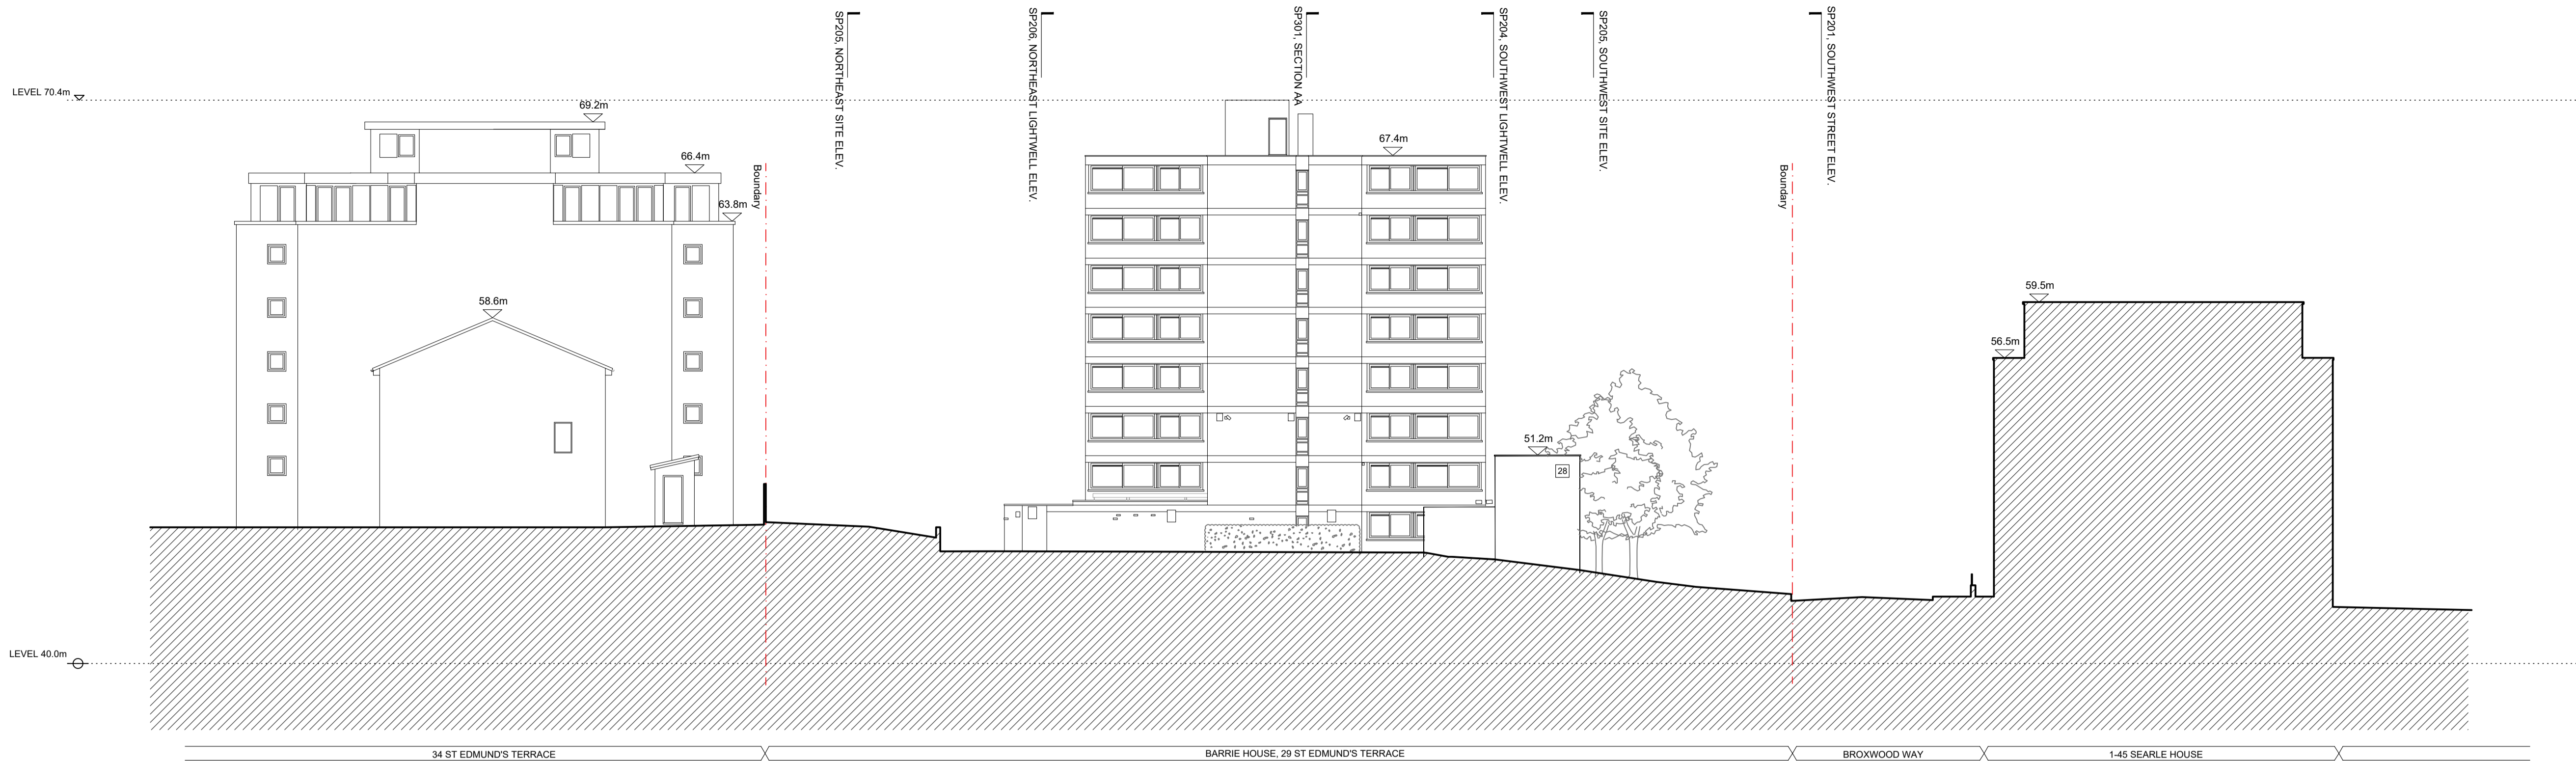 SP205, NORTHEAST SITE ELEV.
SP206, NORTHEAST LIGHTWELL ELEV.
SP301, SECTION AA
SP204, SOUTHWEST LIGHTWELL ELEV.
SP205, SOUTHWEST SITE ELEV.
SP201, SOUTHWEST STREET ELEV.
LEVEL 70.4m
69.2m
67.4m
66.4m
Boundary
Boundary
63.8m
58.6m
59.5m
56.5m
51.2m
28
LEVEL 40.0m
34 ST EDMUND'S TERRACE
BARRIE HOUSE, 29 ST EDMUND'S TERRACE
BROXWOOD WAY
1-45 SEARLE HOUSE